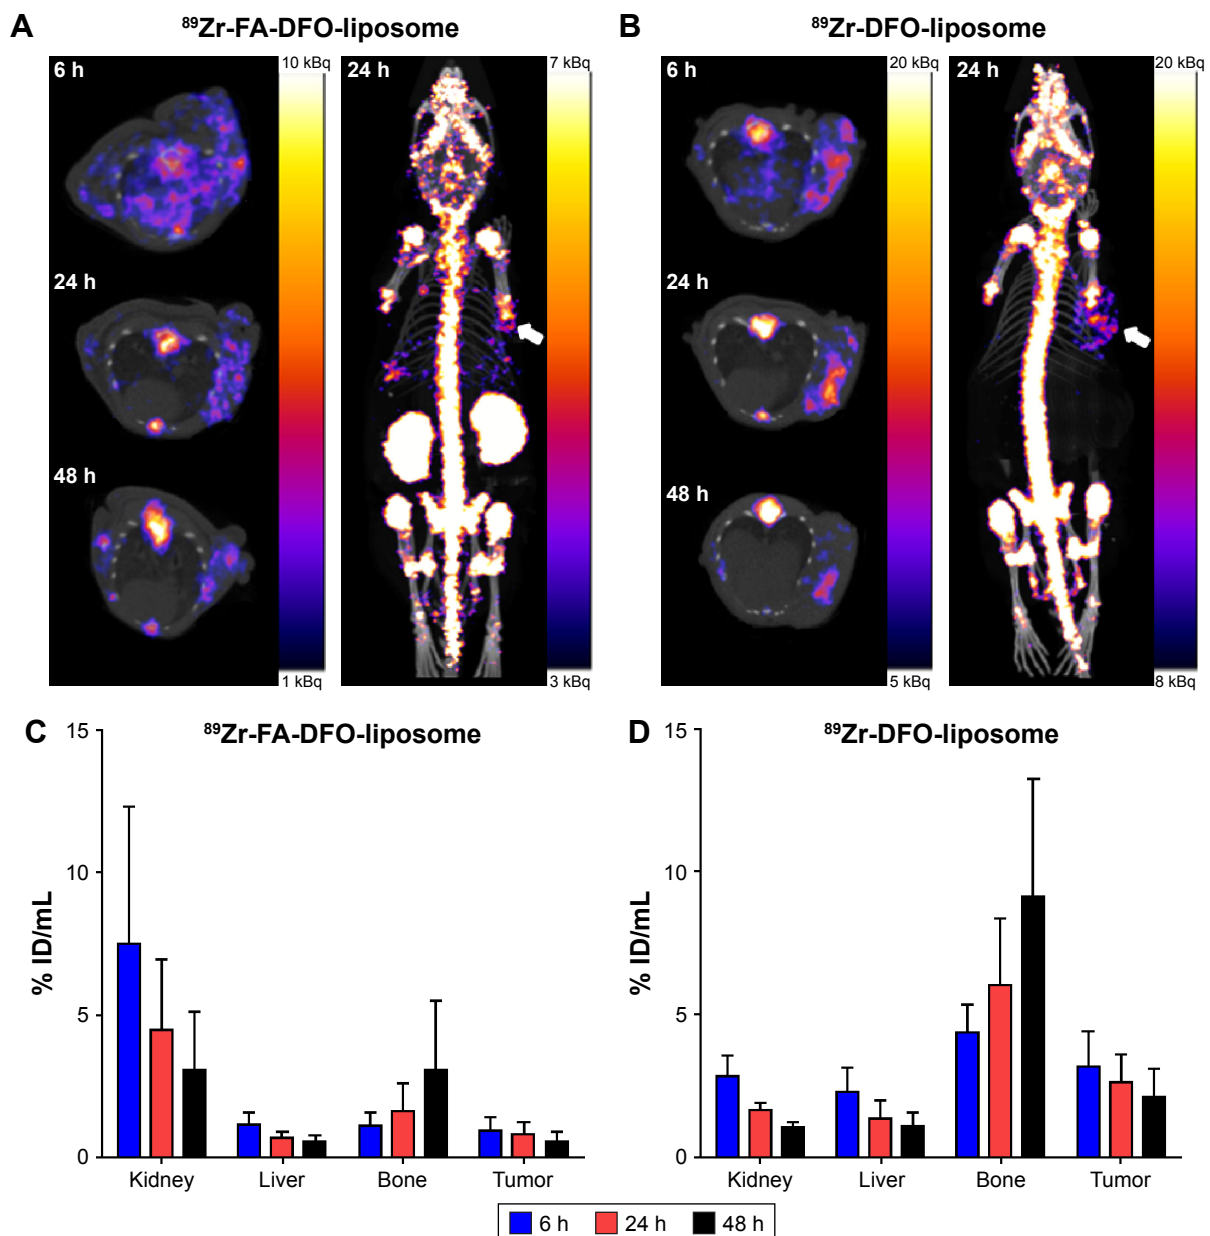 A
⁸⁹Zr-FA-DFO-liposome
6 h
10 kBq
24 h
7 kBq
24 h
48 h
1 kBq
3 kBq
B
⁸⁹Zr-DFO-liposome
6 h
20 kBq
24 h
20 kBq
24 h
48 h
5 kBq
8 kBq
C
⁸⁹Zr-FA-DFO-liposome
15
10
5
0
% ID/mL
Kidney
Liver
Bone
Tumor
D
⁸⁹Zr-DFO-liposome
15
10
5
0
% ID/mL
Kidney
Liver
Bone
Tumor
6 h
24 h
48 h